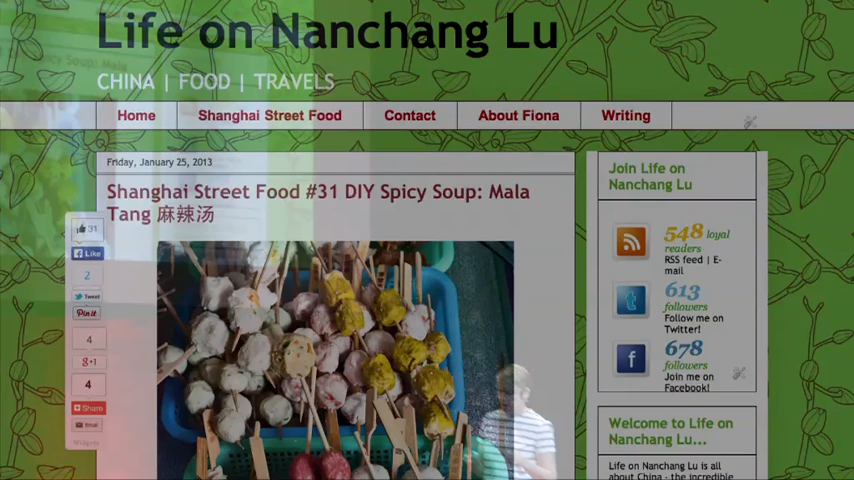 Life on Nanchang Lu
CHINA | FOOD | TRAVELS
Home
Shanghai Street Food
Contact
About Fiona
Writing
Friday, January 25, 2013
Shanghai Street Food #31 DIY Spicy Soup: Mala
Tang 麻辣汤
31
Like
2
Tweet
Pin it
4
g+1
4
Share
Email
Widgets
Join Life on
Nanchang Lu
548 loyal
readers
RSS feed | E-
mail
613
followers
Follow me on
Twitter!
678
followers
Join me on
Facebook!
Welcome to Life on
Nanchang Lu...
Life on Nanchang Lu is all
about China - the incredible